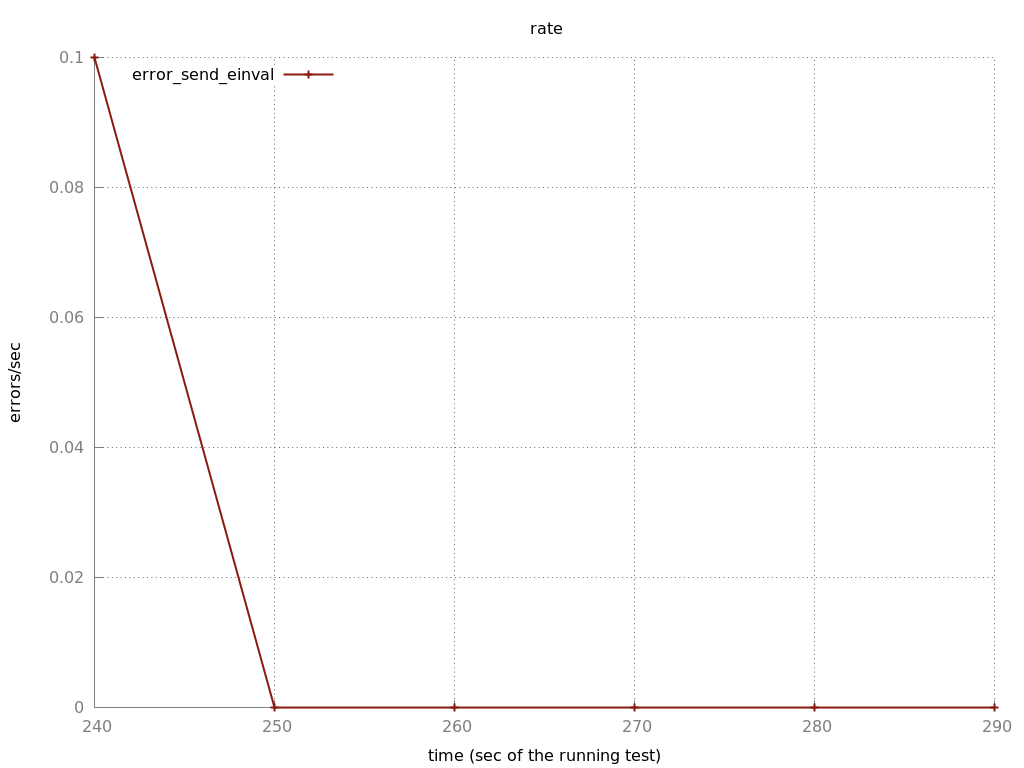 rate
0.1
error_send_einval
0.08
0.06
errors/sec
0.04
0.02
0
240 250 260 270 280 290
time (sec of the running test)